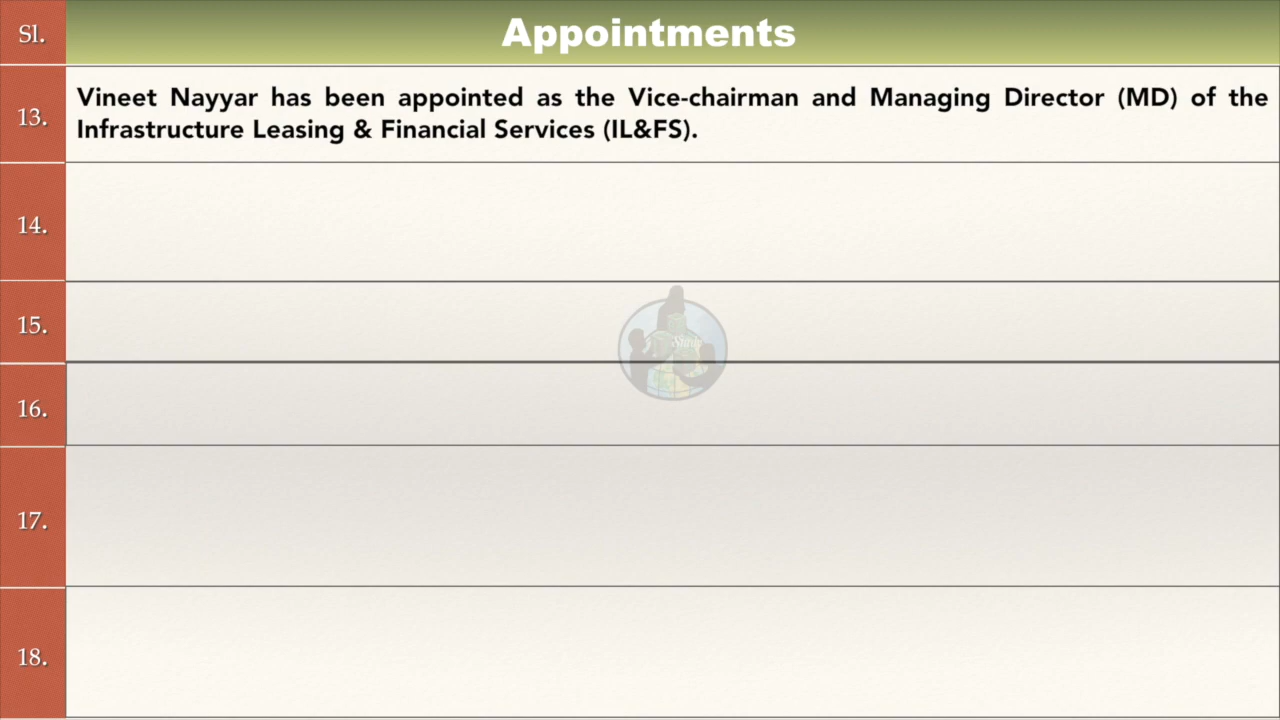 Sl.
Appointments
13.
Vineet Nayyar has been appointed as the Vice-chairman and Managing Director (MD) of the
Infrastructure Leasing & Financial Services (IL&FS).
14.
15.
Study
16.
17.
18.